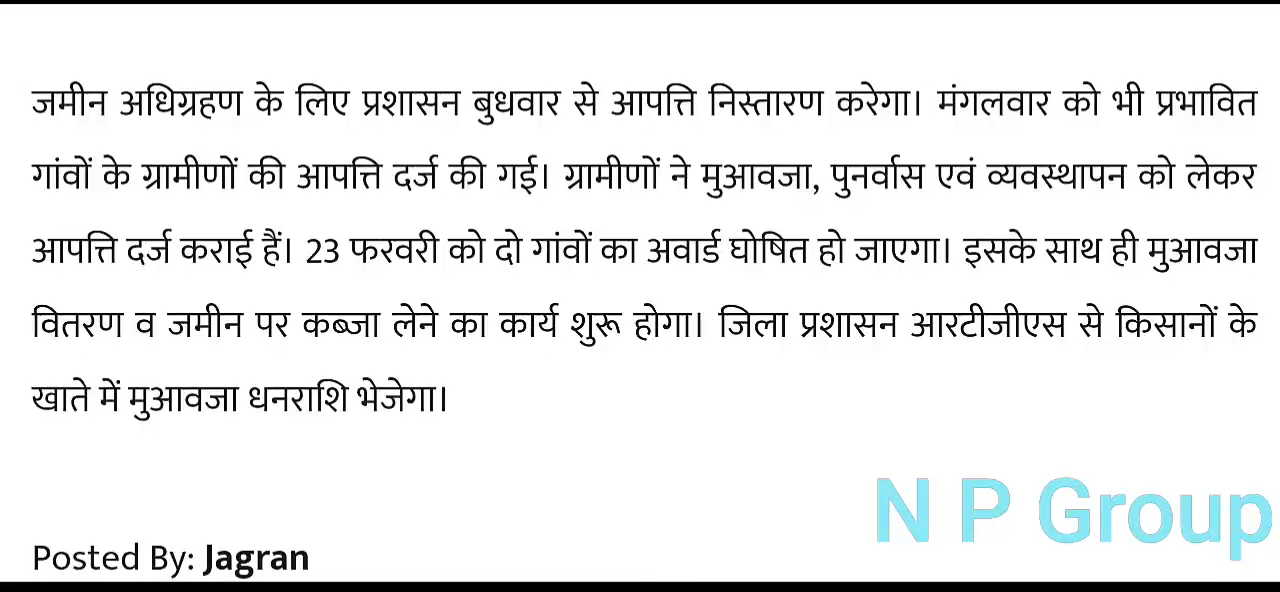 जमीन अधिग्रहण के लिए प्रशासन बुधवार से आपत्ति निस्तारण करेगा। मंगलवार को भी प्रभावित
गांवों के ग्रामीणों की आपत्ति दर्ज की गई। ग्रामीणों ने मुआवजा, पुनर्वास एवं व्यवस्थापन को लेकर
आपत्ति दर्ज कराई हैं। 23 फरवरी को दो गांवों का अवार्ड घोषित हो जाएगा। इसके साथ ही मुआवजा
वितरण व जमीन पर कब्जा लेने का कार्य शुरू होगा। जिला प्रशासन आरटीजीएस से किसानों के
खाते में मुआवजा धनराशि भेजेगा।
N P Group
Posted By: Jagran